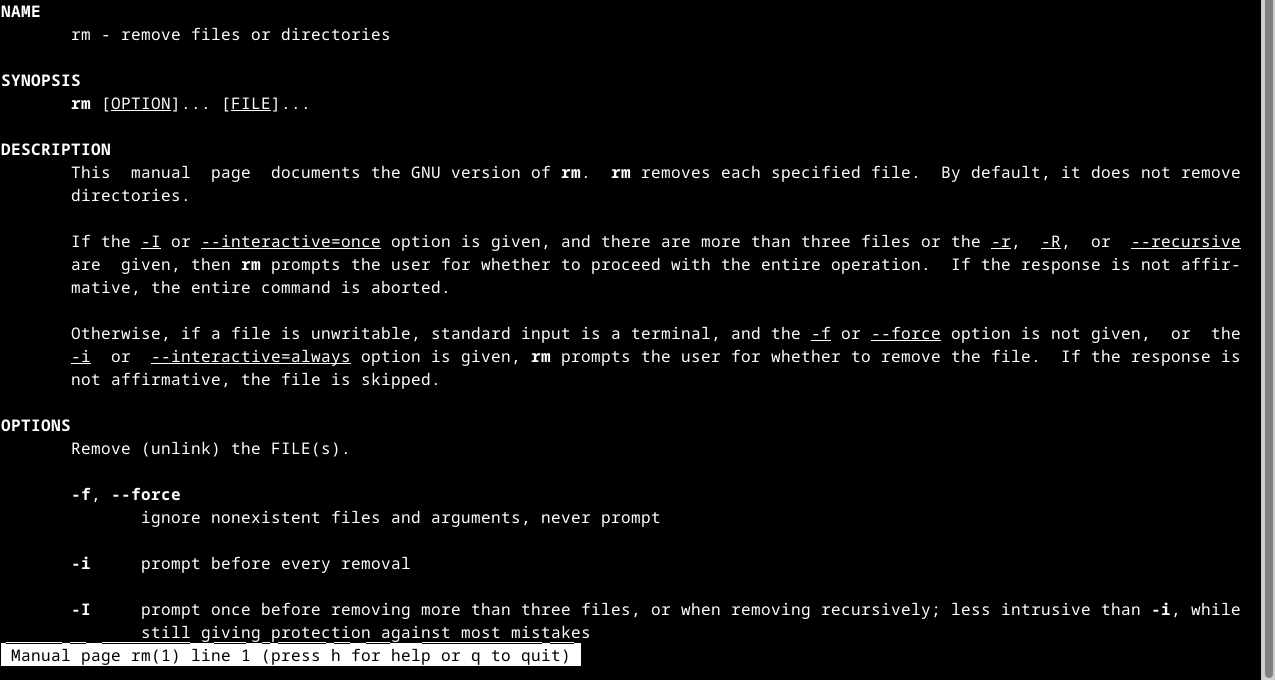 NAME
rm - remove files or directories
SYNOPSIS
rm [OPTION]... [FILE]...
DESCRIPTION
This manual page documents the GNU version of rm. rm removes each specified file. By default, it does not remove
directories.
If the -I or --interactive=once option is given, and there are more than three files or the -r, -R, or --recursive
are given, then rm prompts the user for whether to proceed with the entire operation. If the response is not affir-
mative, the entire command is aborted.
Otherwise, if a file is unwritable, standard input is a terminal, and the -f or --force option is not given, or the
-i or --interactive=always option is given, rm prompts the user for whether to remove the file. If the response is
not affirmative, the file is skipped.
OPTIONS
Remove (unlink) the FILE(s).
-f, --force
ignore nonexistent files and arguments, never prompt
-i prompt before every removal
-I prompt once before removing more than three files, or when removing recursively; less intrusive than -i, while
still giving protection against most mistakes
Manual page rm(1) line 1 (press h for help or q to quit)